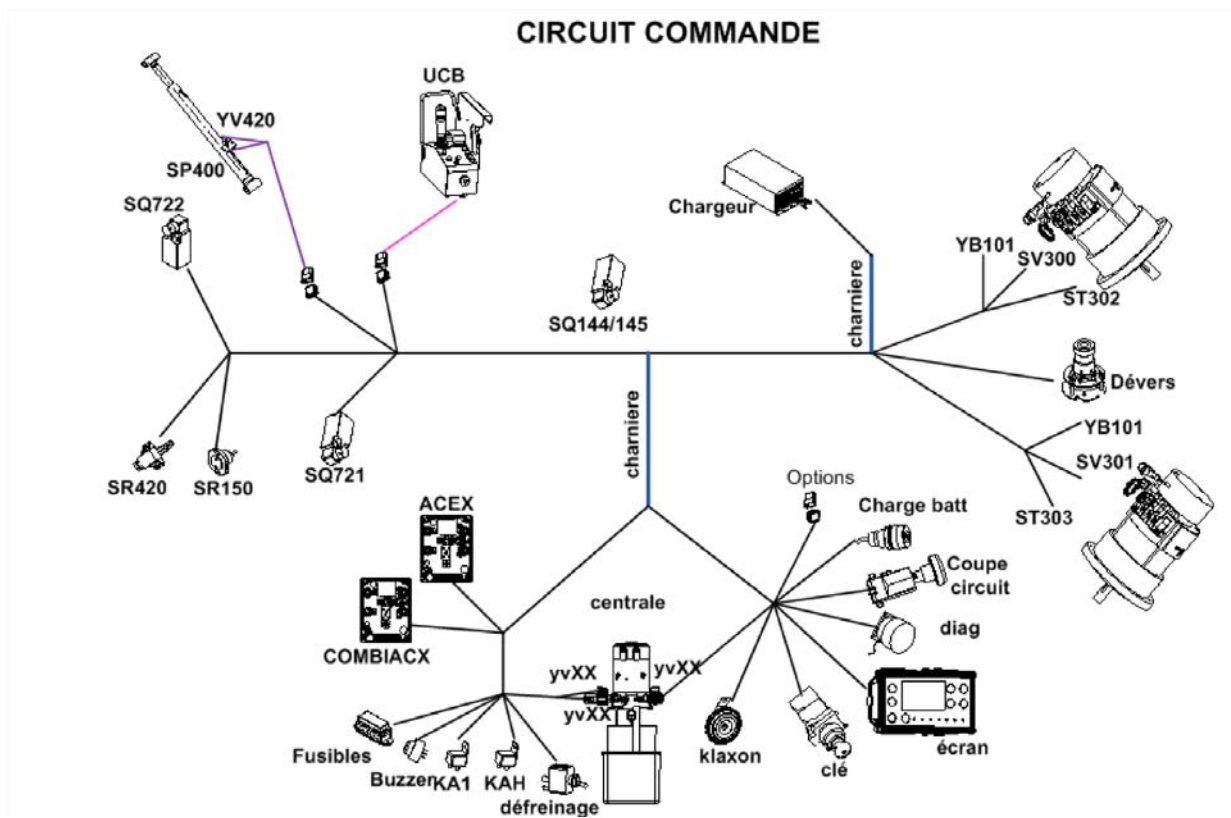 CIRCUIT COMMANDE
UCB
YV420
SP400
SQ722
Chargeur
YB101
SV300
ST302
charniere
SQ144/145
Dévers
YB101
SV301
ST303
charniere
SR420
SR150
SQ721
Options
Charge batt
ACEX
Coupe
circuit
centrale
diag
COMBIACX
yvXX
yvXX
yvXX
Fusibles
Buzzer
KA1
KAH
défreinage
klaxon
clé
écran